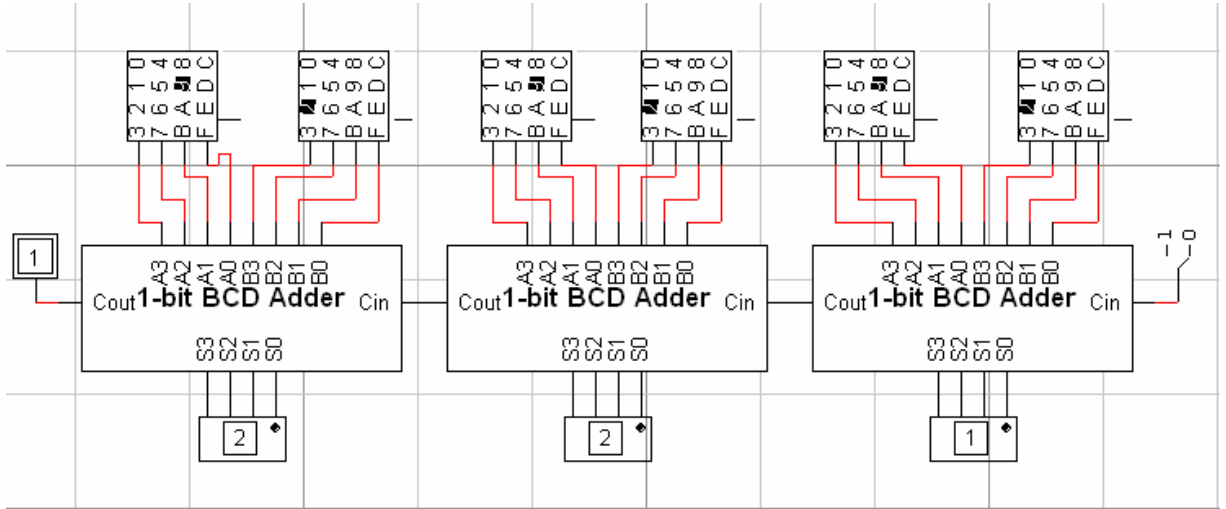 3 2 1 0
7 6 5 4
B A 8
F E D C
3 1 0
7 6 5 4
B A 9 8
F E D C
3 2 1 0
7 6 5 4
B A 8
F E D C
3 1 0
7 6 5 4
B A 9 8
F E D C
3 2 1 0
7 6 5 4
B A 8
F E D C
3 1 0
7 6 5 4
B A 9 8
F E D C
1
A3 A2 A1 A0 B3 B2 B1 B0
Cout 1-bit BCD Adder Cin
S3 S2 S1 S0
2
A3 A2 A1 A0 B3 B2 B1 B0
Cout 1-bit BCD Adder Cin
S3 S2 S1 S0
2
A3 A2 A1 A0 B3 B2 B1 B0
Cout 1-bit BCD Adder Cin
S3 S2 S1 S0
1
1
0